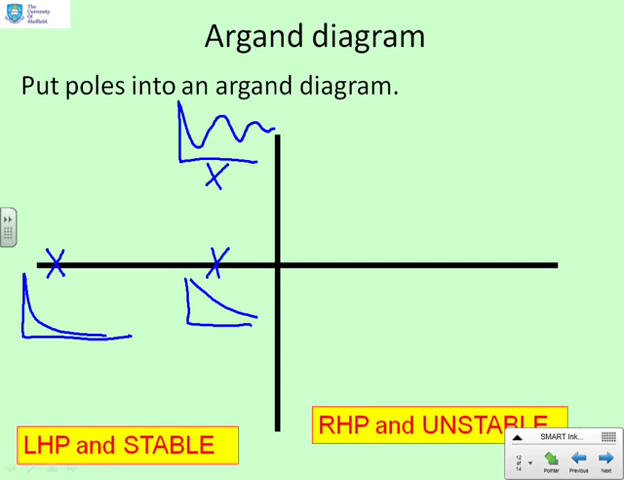 The
University
Of
Sheffield.
Argand diagram
Put poles into an argand diagram.
X
X
X
LHP and STABLE
RHP and UNSTABLE
SMART Ink...
12
of
14
Pointer
Previous
Next